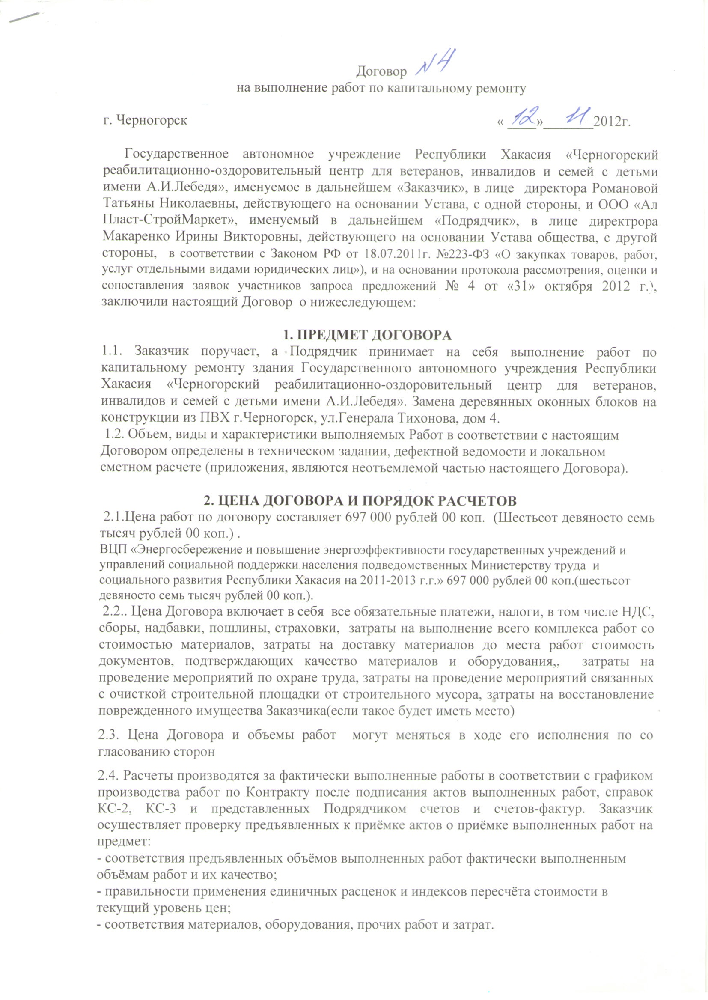 Договор N 4
на выполнение работ по капитальному ремонту
г. Черногорск « 12 » 11 2012г.
Государственное автономное учреждение Республики Хакасия «Черногорский
реабилитационно-оздоровительный центр для ветеранов, инвалидов и семей с детьми
имени А.И.Лебедя», именуемое в дальнейшем «Заказчик», в лице директора Романовой
Татьяны Николаевны, действующего на основании Устава, с одной стороны, и ООО «Ал
Пласт-СтройМаркет», именуемый в дальнейшем «Подрядчик», в лице директрора
Макаренко Ирины Викторовны, действующего на основании Устава общества, с другой
стороны, в соответствии с Законом РФ от 18.07.2011г. №223-ФЗ «О закупках товаров, работ,
услуг отдельными видами юридических лиц»), и на основании протокола рассмотрения, оценки и
сопоставления заявок участников запроса предложений № 4 от «31» октября 2012 г.),
заключили настоящий Договор о нижеследующем:
1. ПРЕДМЕТ ДОГОВОРА
1.1. Заказчик поручает, а Подрядчик принимает на себя выполнение работ по
капитальному ремонту здания Государственного автономного учреждения Республики
Хакасия «Черногорский реабилитационно-оздоровительный центр для ветеранов,
инвалидов и семей с детьми имени А.И.Лебедя». Замена деревянных оконных блоков на
конструкции из ПВХ г.Черногорск, ул.Генерала Тихонова, дом 4.
1.2. Объем, виды и характеристики выполняемых Работ в соответствии с настоящим
Договором определены в техническом задании, дефектной ведомости и локальном
сметном расчете (приложения, являются неотъемлемой частью настоящего Договора).
2. ЦЕНА ДОГОВОРА И ПОРЯДОК РАСЧЕТОВ
2.1.Цена работ по договору составляет 697 000 рублей 00 коп. (Шестьсот девяносто семь
тысяч рублей 00 коп.) .
ВЦП «Энергосбережение и повышение энергоэффективности государственных учреждений и
управлений социальной поддержки населения подведомственных Министерству труда и
социального развития Республики Хакасия на 2011-2013 г.г.» 697 000 рублей 00 коп.(шестьсот
девяносто семь тысяч рублей 00 коп.).
2.2.. Цена Договора включает в себя все обязательные платежи, налоги, в том числе НДС,
сборы, надбавки, пошлины, страховки, затраты на выполнение всего комплекса работ со
стоимостью материалов, затраты на доставку материалов до места работ стоимость
документов, подтверждающих качество материалов и оборудования,, затраты на
проведение мероприятий по охране труда, затраты на проведение мероприятий связанных
с очисткой строительной площадки от строительного мусора, затраты на восстановление
поврежденного имущества Заказчика(если такое будет иметь место)
2.3. Цена Договора и объемы работ могут меняться в ходе его исполнения по со
гласованию сторон
2.4. Расчеты производятся за фактически выполненные работы в соответствии с графиком
производства работ по Контракту после подписания актов выполненных работ, справок
КС-2, КС-3 и представленных Подрядчиком счетов и счетов-фактур. Заказчик
осуществляет проверку предъявленных к приёмке актов о приёмке выполненных работ на
предмет:
- соответствия предъявленных объёмов выполненных работ фактически выполненным
объёмам работ и их качество;
- правильности применения единичных расценок и индексов пересчёта стоимости в
текущий уровень цен;
- соответствия материалов, оборудования, прочих работ и затрат.